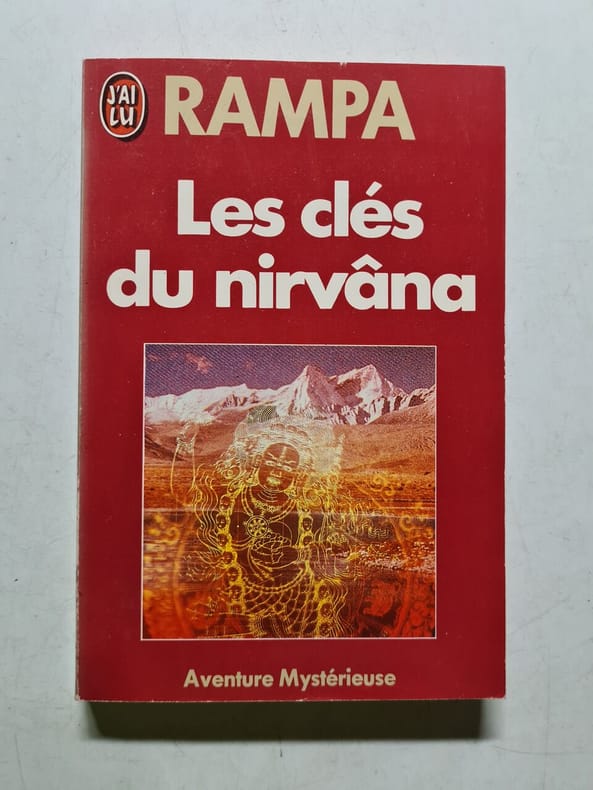 J'AI
LU
RAMPA
Les clés
du nirvâna
Aventure Mystérieuse